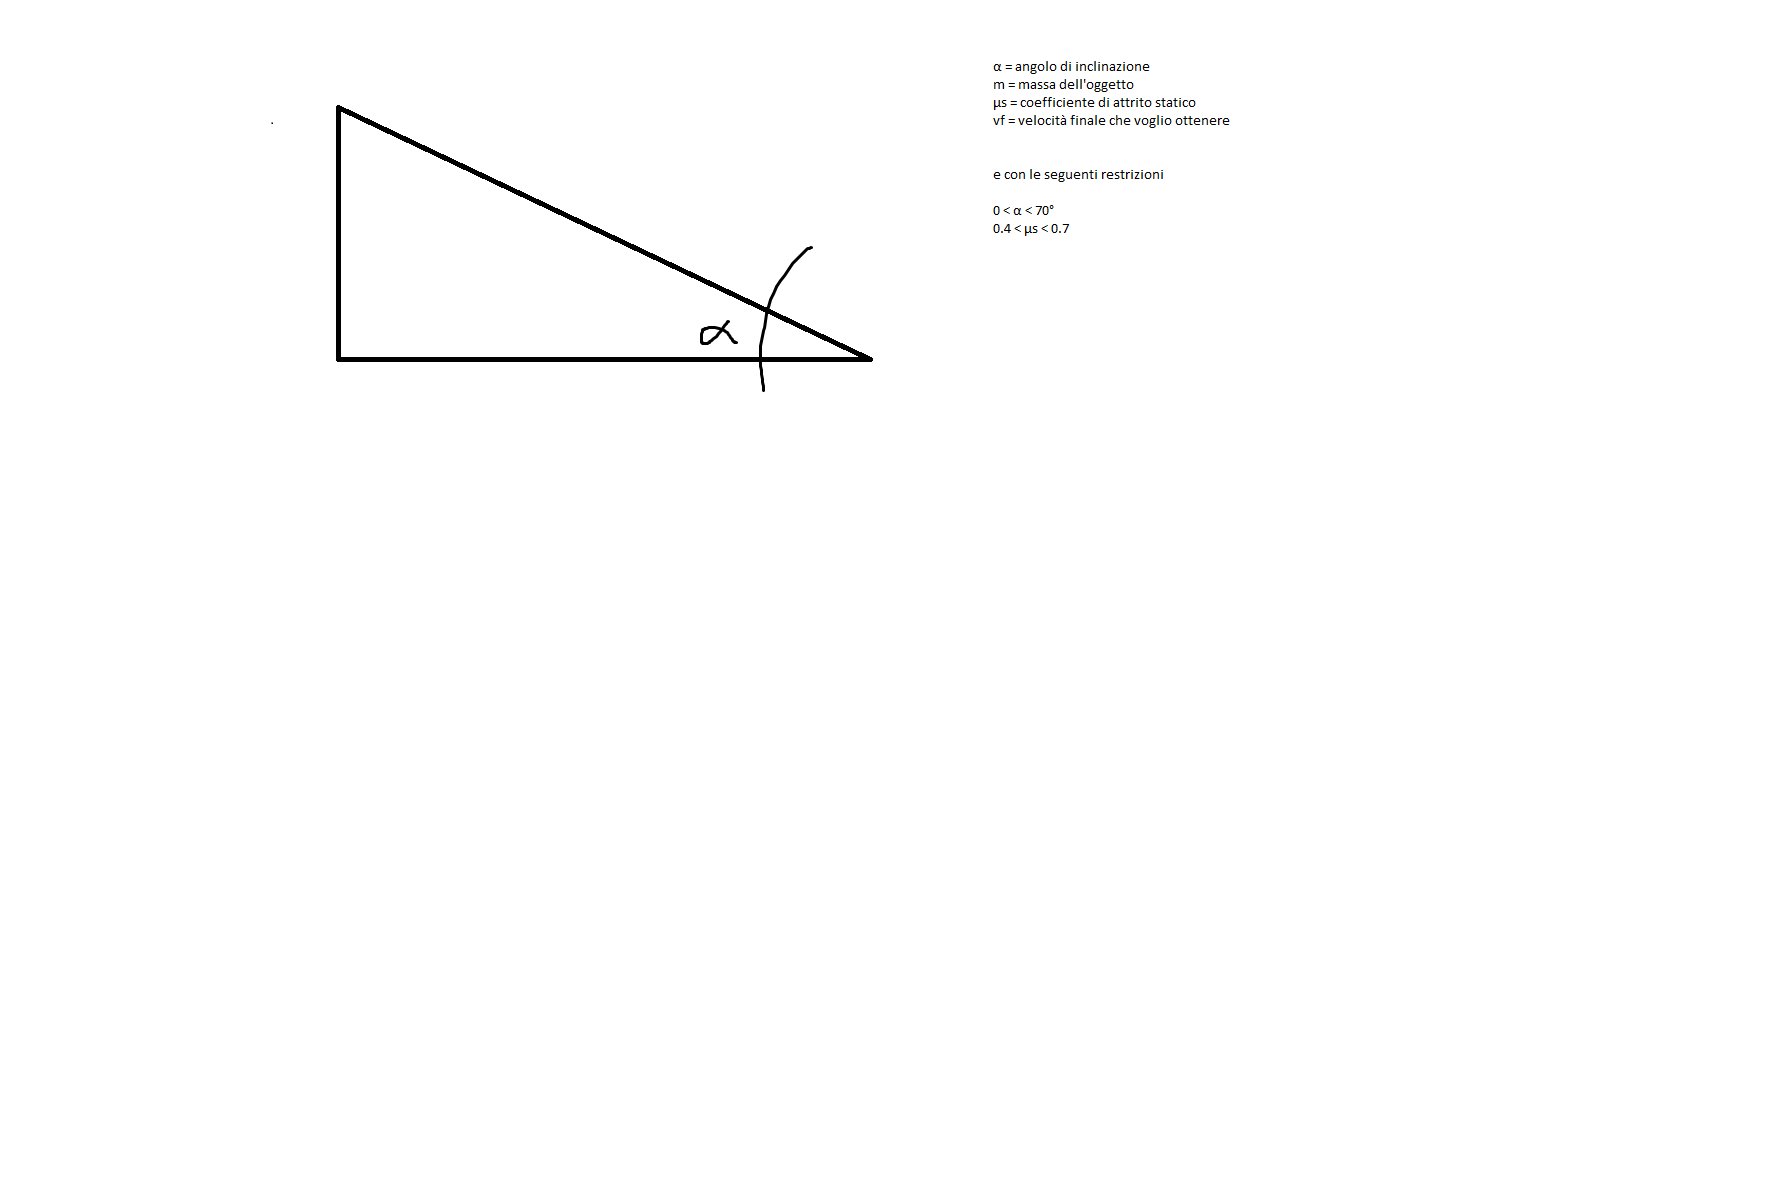 α = angolo di inclinazione
m = massa dell'oggetto
μs = coefficiente di attrito statico
vf = velocità finale che voglio ottenere
e con le seguenti restrizioni
0 < α < 70°
0.4 < μs < 0.7
α